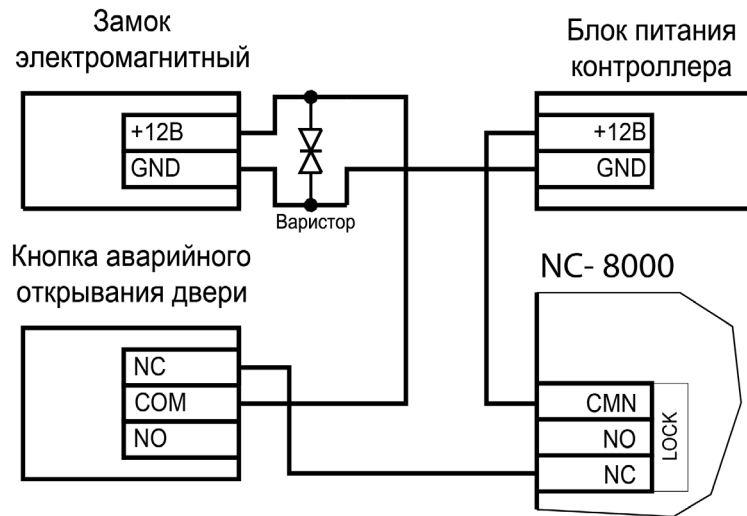 Замок
электромагнитный
+12В
GND
Варистор
Блок питания
контроллера
+12В
GND
Кнопка аварийного
открывания двери
NC
COM
NO
NC- 8000
CMN
NO
NC
LOCK